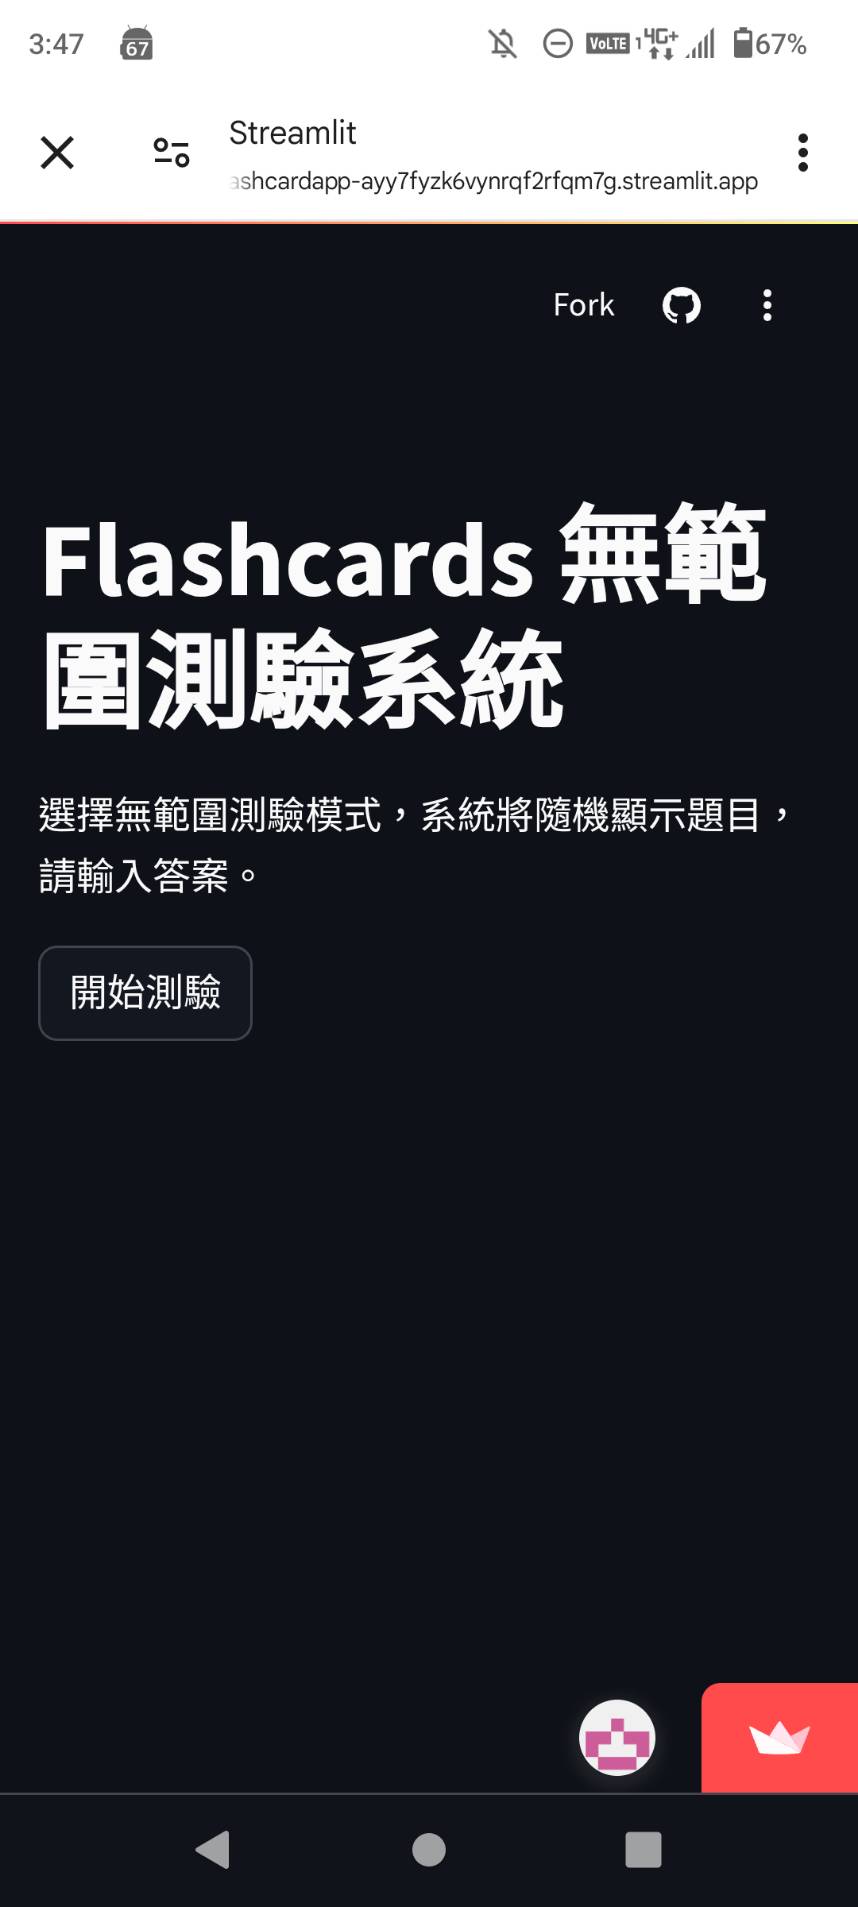 3:47
67
VoLTE 1 4G+ 67%
Streamlit
ashcardapp-ayy7fyzk6vynrqf2rfqm7g.streamlit.app
Fork
Flashcards 無範
圍測驗系統
選擇無範圍測驗模式，系統將隨機顯示題目，
請輸入答案。
開始測驗